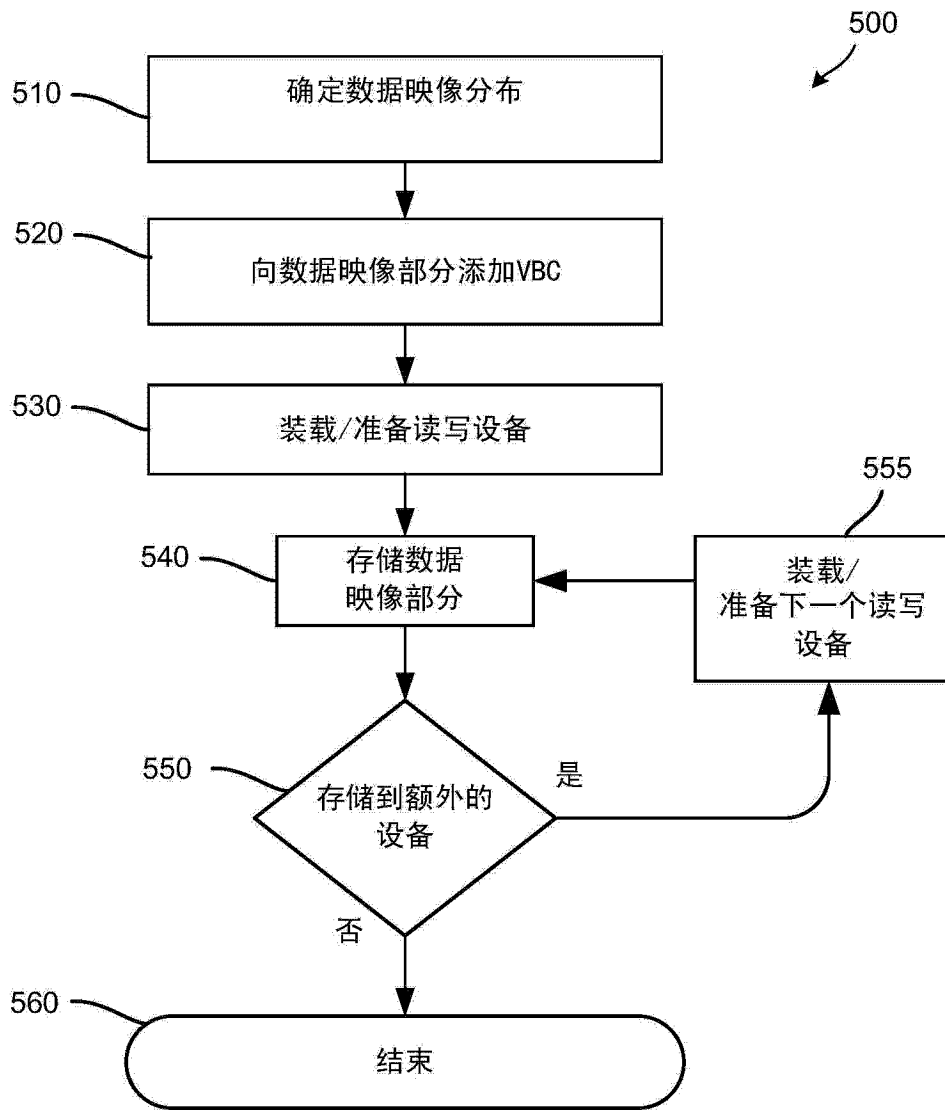 500
510
确定数据映像分布
520
向数据映像部分添加VBC
530
装载/准备读写设备
555
540
存储数据
映像部分
装载/
准备下一个读写
设备
550
存储到额外的
设备
是
否
560
结束